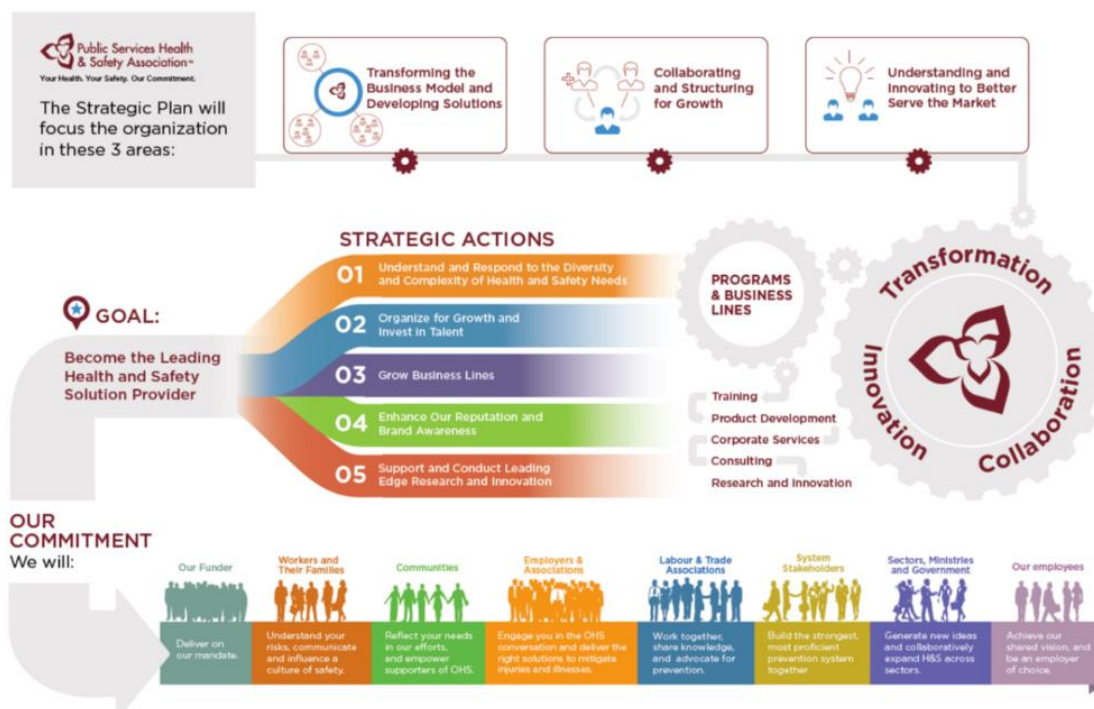 Public Services Health
& Safety Association™
Your Health. Your Safety. Our Commitment.
The Strategic Plan will
focus the organization
in these 3 areas:
Transforming the
Business Model and
Developing Solutions
Collaborating
and Structuring
for Growth
Understanding and
Innovating to Better
Serve the Market
STRATEGIC ACTIONS
01 Understand and Respond to the Diversity
and Complexity of Health and Safety Needs
02 Organize for Growth and
Invest in Talent
03 Grow Business Lines
04 Enhance Our Reputation and
Brand Awareness
05 Support and Conduct Leading
Edge Research and Innovation
GOAL:
Become the Leading
Health and Safety
Solution Provider
PROGRAMS
& BUSINESS
LINES
Training
Product Development
Corporate Services
Consulting
Research and Innovation
Transformation
Innovation
Collaboration
OUR
COMMITMENT
We will:
Our Funder
Deliver on
our mandate.
Workers and
Their Families
Understand your
risks, communicate
and influence a
culture of safety.
Communities
Reflect your needs
in our efforts,
and empower
supporters of OHS.
Employers &
Associations
Engage you in the OHS
conversation and deliver the
right solutions to mitigate
injuries and illnesses
Labour & Trade
Associations
Work together,
share knowledge,
and advocate for
prevention.
System
Stakeholders
Build the strongest,
most proficient
prevention system
together
Sectors, Ministries
and Government
Generate new ideas
and collaboratively
expand H&S across
sectors.
Our employees
Achieve our
shared vision, and
be an employer
of choice.